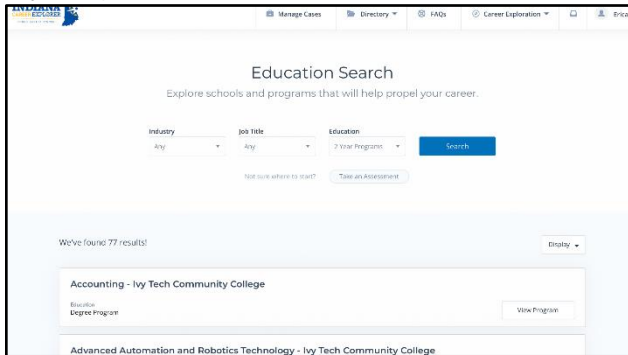 INDIANA
CAREER EXPLORER
Manage Cases
Directory
FAQs
Career Exploration
Erica
Education Search
Explore schools and programs that will help propel your career.
Industry
Job Title
Education
Any
Any
2 Year Programs
Search
Not sure where to start?
Take an Assessment
We've found 77 results!
Display
Accounting - Ivy Tech Community College
Education
Degree Program
View Program
Advanced Automation and Robotics Technology - Ivy Tech Community College